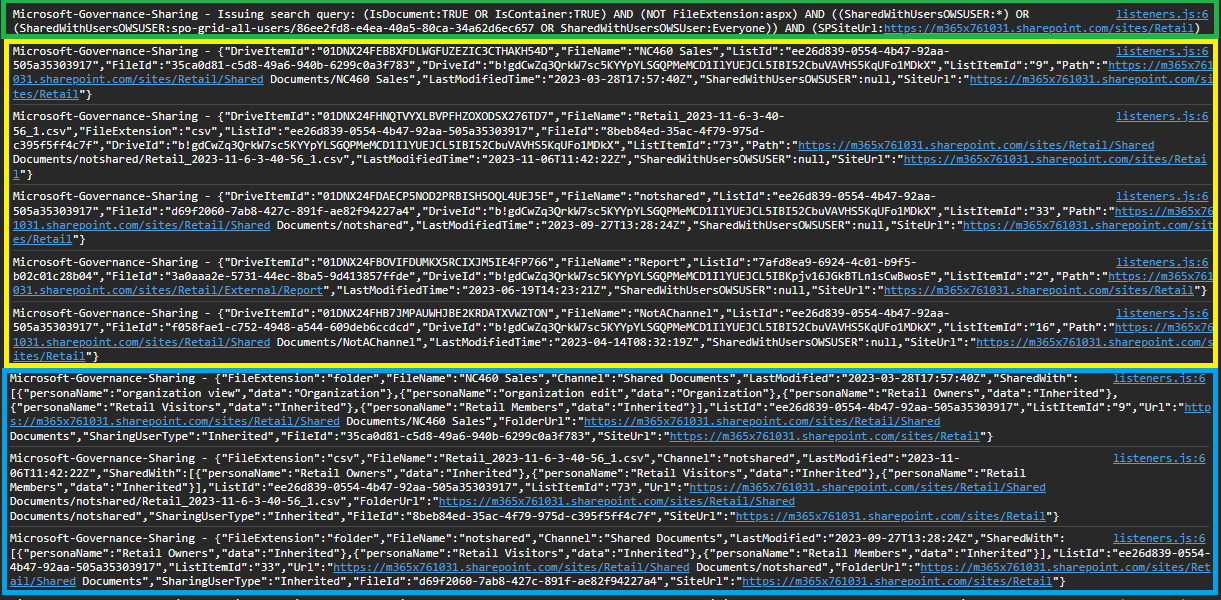 Microsoft-Governance-Sharing - Issuing search query: (IsDocument:TRUE OR IsContainer:TRUE) AND (NOT FileExtension:aspx) AND ((SharedWithUsersOWSUSER:*) OR listeners.js:6
(SharedWithUsersOWSUSER:spo-grid-all-users/86ee2fd8-e4ea-40a5-80ca-34a62d6ec657 OR SharedWithUsersOWSUser:Everyone)) AND (SPSiteUrl:https://m365x761031.sharepoint.com/sites/Retail)
Microsoft-Governance-Sharing - {"DriveItemId":"01DNX24FEBBXFDLWGFUZEZIC3CTHAKH54D","FileName":"NC460 Sales","ListId":"ee26d839-0554-4b47-92aa- listeners.js:6
505a35303917","FileId":"35ca0d81-c5d8-49a6-940b-6299c0a3f783","DriveId":"b!gdCwZq3QrkW7sc5KYYpYLSGQPMeMCD1IlYUEJCL5IBI52CbuVAVHS5KqUFo1MDkX","ListItemId":"9","Path":"https://m365x761
031.sharepoint.com/sites/Retail/Shared Documents/NC460 Sales","LastModifiedTime":"2023-03-28T17:57:40Z","SharedWithUsersOWSUSER":null,"SiteUrl":"https://m365x761031.sharepoint.com/si
tes/Retail"}
Microsoft-Governance-Sharing - {"DriveItemId":"01DNX24FHNQTVYXLBVPFHZOXODSX276TD7","FileName":"Retail_2023-11-6-3-40- listeners.js:6
56_1.csv","FileExtension":"csv","ListId":"ee26d839-0554-4b47-92aa-505a35303917","FileId":"8beb84ed-35ac-4f79-975d-
c395f5ff4c7f","DriveId":"b!gdCwZq3QrkW7sc5KYYpYLSGQPMeMCD1IlYUEJCL5IBI52CbuVAVHS5KqUFo1MDkX","ListItemId":"73","Path":"https://m365x761031.sharepoint.com/sites/Retail/Shared
Documents/notshared/Retail_2023-11-6-3-40-56_1.csv","LastModifiedTime":"2023-11-06T11:42:22Z","SharedWithUsersOWSUSER":null,"SiteUrl":"https://m365x761031.sharepoint.com/sites/Retai
l"}
Microsoft-Governance-Sharing - {"DriveItemId":"01DNX24FDAECP5NOD2PRBISH5OQL4UEJ5E","FileName":"notshared","ListId":"ee26d839-0554-4b47-92aa- listeners.js:6
505a35303917","FileId":"d69f2060-7ab8-427c-891f-ae82f94227a4","DriveId":"b!gdCwZq3QrkW7sc5KYYpYLSGQPMeMCD1IlYUEJCL5IBI52CbuVAVHS5KqUFo1MDkX","ListItemId":"33","Path":"https://m365x76
1031.sharepoint.com/sites/Retail/Shared Documents/notshared","LastModifiedTime":"2023-09-27T13:28:24Z","SharedWithUsersOWSUSER":null,"SiteUrl":"https://m365x761031.sharepoint.com/sit
es/Retail"}
Microsoft-Governance-Sharing - {"DriveItemId":"01DNX24FBOVIFDUMKX5RCIXJM5IE4FP766","FileName":"Report","ListId":"7afd8ea9-6924-4c01-b9f5- listeners.js:6
b02c01c28b04","FileId":"3a0aaa2e-5731-44ec-8ba5-9d413857ffde","DriveId":"b!gdCwZq3QrkW7sc5KYYpYLSGQPMeMCD1IlYUEJCL5IBKpjv16JGkBTLn1sCwBwosE","ListItemId":"2","Path":"https://m365x761
031.sharepoint.com/sites/Retail/External/Report","LastModifiedTime":"2023-06-19T14:23:21Z","SharedWithUsersOWSUSER":null,"SiteUrl":"https://m365x761031.sharepoint.com/sites/Retail"}
Microsoft-Governance-Sharing - {"DriveItemId":"01DNX24FHB7JMPAUWHJBE2KRDATXVWZTON","FileName":"NotAChannel","ListId":"ee26d839-0554-4b47-92aa- listeners.js:6
505a35303917","FileId":"f058fae1-c752-4948-a544-609deb6ccdcd","DriveId":"b!gdCwZq3QrkW7sc5KYYpYLSGQPMeMCD1IlYUEJCL5IBI52CbuVAVHS5KqUFo1MDkX","ListItemId":"16","Path":"https://m365x76
1031.sharepoint.com/sites/Retail/Shared Documents/NotAChannel","LastModifiedTime":"2023-04-14T08:32:19Z","SharedWithUsersOWSUSER":null,"SiteUrl":"https://m365x761031.sharepoint.com/s
ites/Retail"}
Microsoft-Governance-Sharing - {"FileExtension":"folder","FileName":"NC460 Sales","Channel":"Shared Documents","LastModified":"2023-03-28T17:57:40Z","SharedWith": listeners.js:6
[{"personaName":"organization view","data":"Organization"},{"personaName":"organization edit","data":"Organization"},{"personaName":"Retail Owners","data":"Inherited"},
{"personaName":"Retail Visitors","data":"Inherited"},{"personaName":"Retail Members","data":"Inherited"}],"ListId":"ee26d839-0554-4b47-92aa-505a35303917","ListItemId":"9","Url":"http
s://m365x761031.sharepoint.com/sites/Retail/Shared Documents/NC460 Sales","FolderUrl":"https://m365x761031.sharepoint.com/sites/Retail/Shared
Documents","SharingUserType":"Inherited","FileId":"35ca0d81-c5d8-49a6-940b-6299c0a3f783","SiteUrl":"https://m365x761031.sharepoint.com/sites/Retail"}
Microsoft-Governance-Sharing - {"FileExtension":"csv","FileName":"Retail_2023-11-6-3-40-56_1.csv","Channel":"notshared","LastModified":"2023-11- listeners.js:6
06T11:42:22Z","SharedWith":[{"personaName":"Retail Owners","data":"Inherited"},{"personaName":"Retail Visitors","data":"Inherited"},{"personaName":"Retail
Members","data":"Inherited"}],"ListId":"ee26d839-0554-4b47-92aa-505a35303917","ListItemId":"73","Url":"https://m365x761031.sharepoint.com/sites/Retail/Shared
Documents/notshared/Retail_2023-11-6-3-40-56_1.csv","FolderUrl":"https://m365x761031.sharepoint.com/sites/Retail/Shared
Documents/notshared","SharingUserType":"Inherited","FileId":"8beb84ed-35ac-4f79-975d-c395f5ff4c7f","SiteUrl":"https://m365x761031.sharepoint.com/sites/Retail"}
Microsoft-Governance-Sharing - {"FileExtension":"folder","FileName":"notshared","Channel":"Shared Documents","LastModified":"2023-09-27T13:28:24Z","SharedWith": listeners.js:6
[{"personaName":"Retail Owners","data":"Inherited"},{"personaName":"Retail Visitors","data":"Inherited"},{"personaName":"Retail Members","data":"Inherited"}],"ListId":"ee26d839-0554-
4b47-92aa-505a35303917","ListItemId":"33","Url":"https://m365x761031.sharepoint.com/sites/Retail/Shared Documents/notshared","FolderUrl":"https://m365x761031.sharepoint.com/sites/Ret
ail/Shared Documents","SharingUserType":"Inherited","FileId":"d69f2060-7ab8-427c-891f-ae82f94227a4","SiteUrl":"https://m365x761031.sharepoint.com/sites/Retail"}